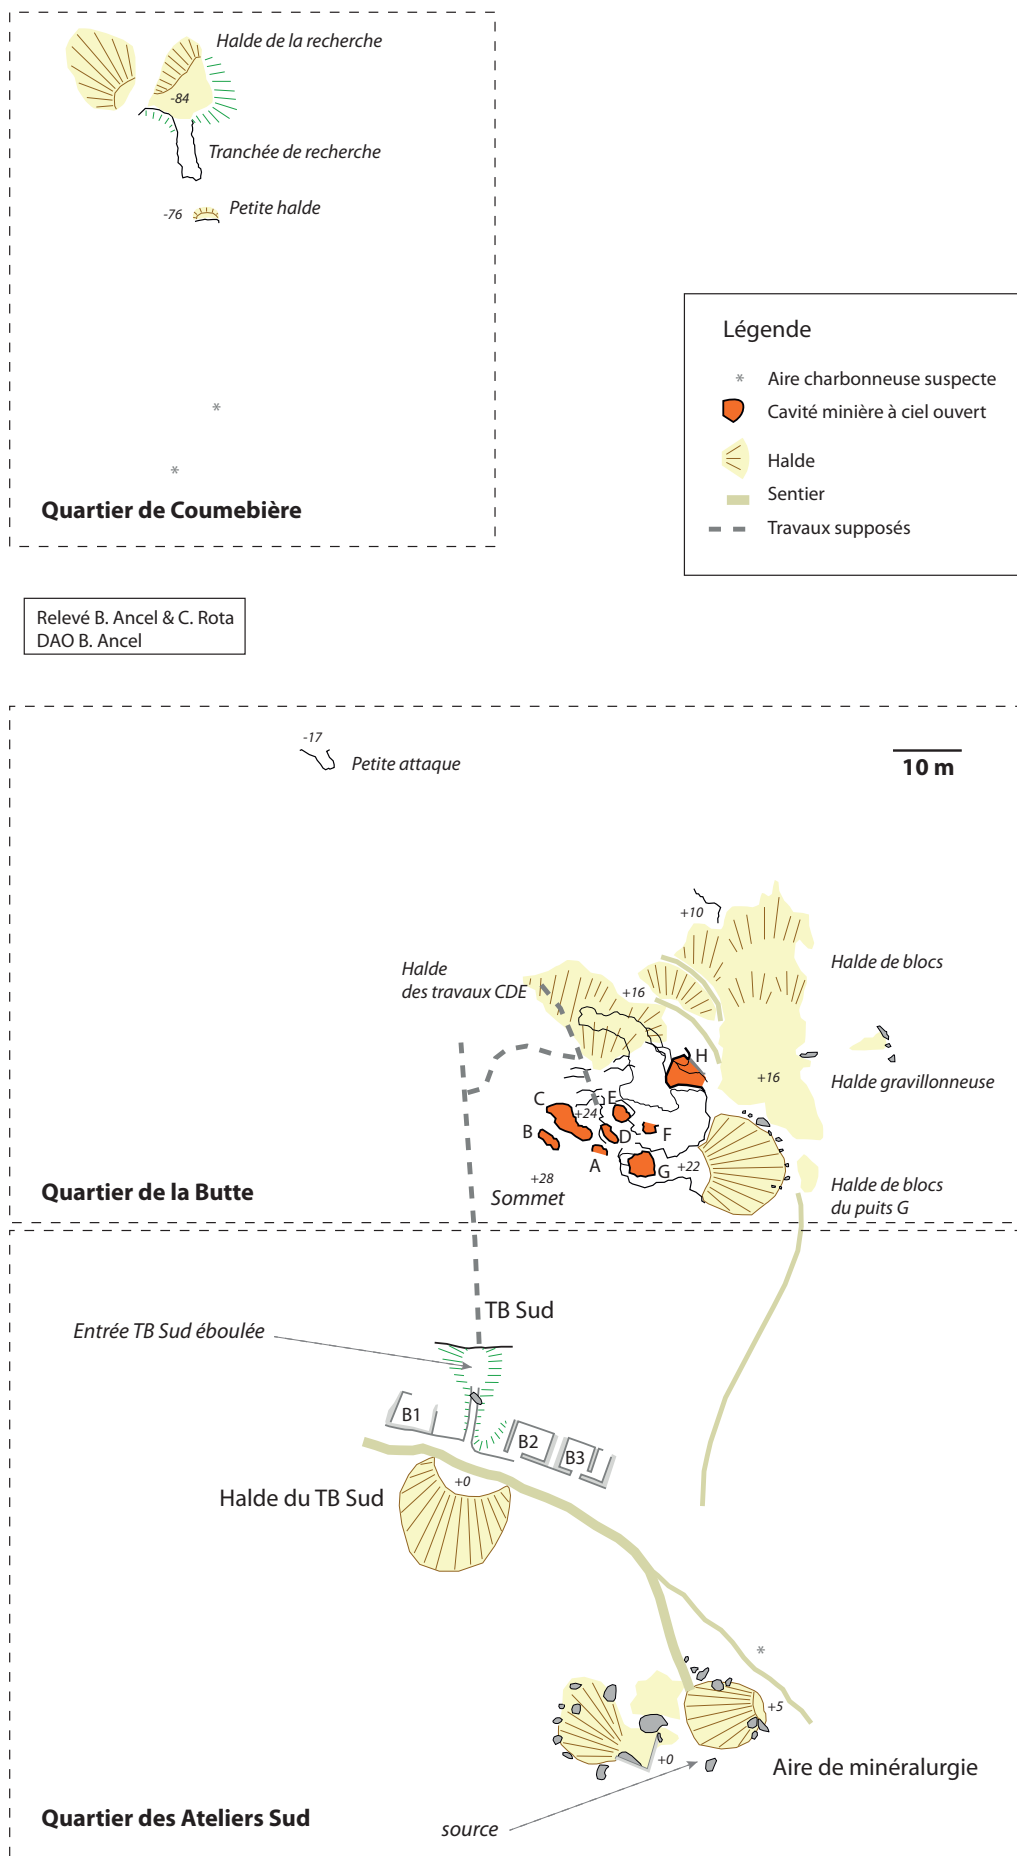 Halde de la recherche
-84
Tranchée de recherche
-76
Petite halde
*
*
Quartier de Coumebière
Légende
* Aire charbonneuse suspecte
Cavité minière à ciel ouvert
Halde
Sentier
Travaux supposés
Relevé B. Ancel & C. Rota
DAO B. Ancel
-17
Petite attaque
10 m
+10
Halde de blocs
Halde
des travaux CDE
+16
H
+16
Halde gravillonneuse
C
E
+24
B
D
F
A
G
+22
+28
Sommet
Halde de blocs
du puits G
Quartier de la Butte
TB Sud
Entrée TB Sud éboulée
B1
B2
B3
+0
Halde du TB Sud
*
+5
+0
Aire de minéralurgie
Quartier des Ateliers Sud
source